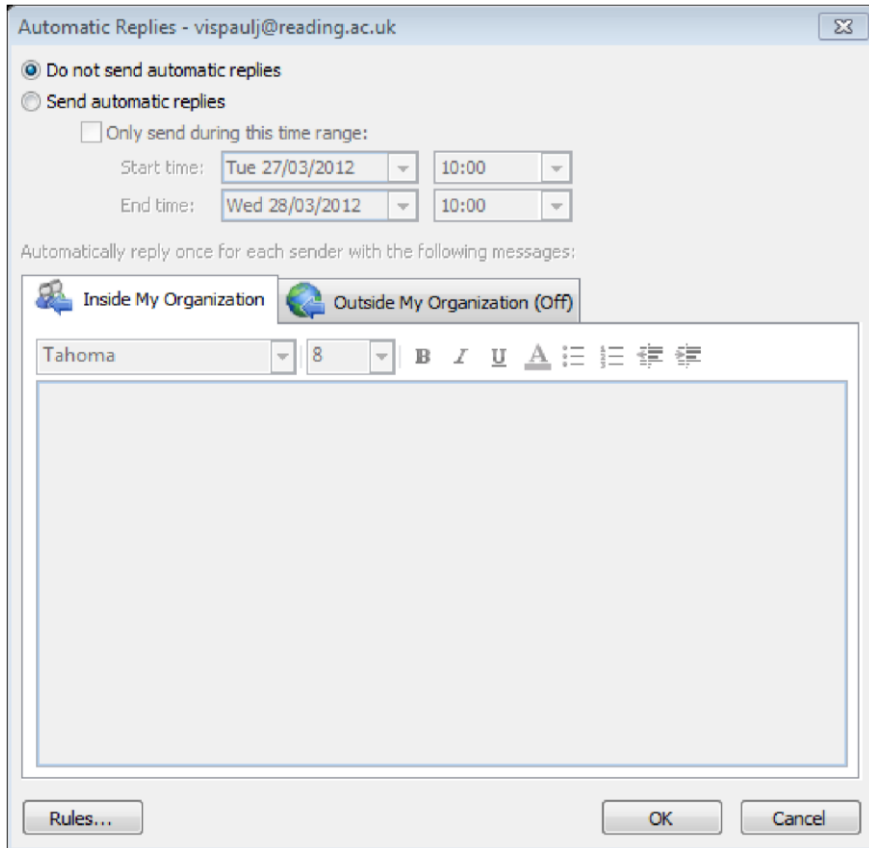 Automatic Replies - vispaulj@reading.ac.uk
Do not send automatic replies
Send automatic replies
Only send during this time range:
Start time: Tue 27/03/2012 10:00
End time: Wed 28/03/2012 10:00
Automatically reply once for each sender with the following messages:
Inside My Organization Outside My Organization (Off)
Tahoma 8 B I U A
Rules... OK Cancel